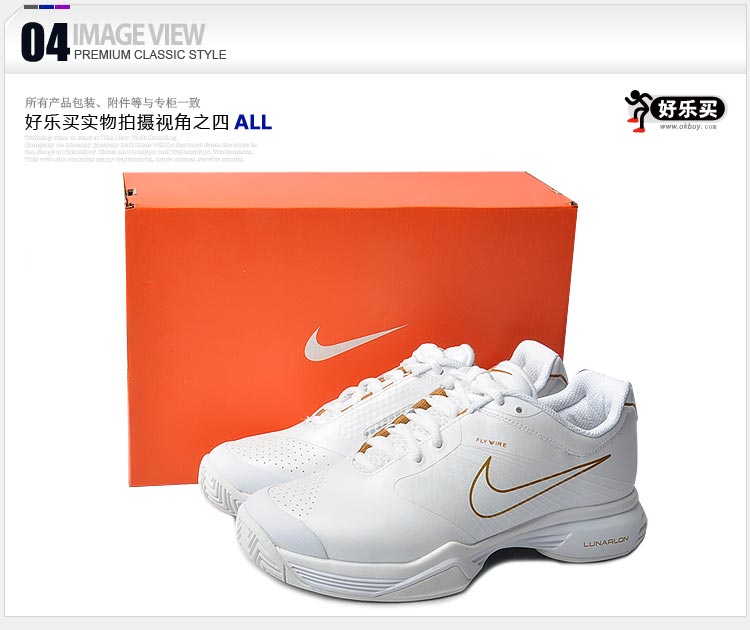 04 IMAGE VIEW
PREMIUM CLASSIC STYLE
所有产品包装、附件等与专柜一致
好乐买实物拍摄视角之四 ALL
好乐买
www.okbuy.com
FLYWIRE
LUNARLON